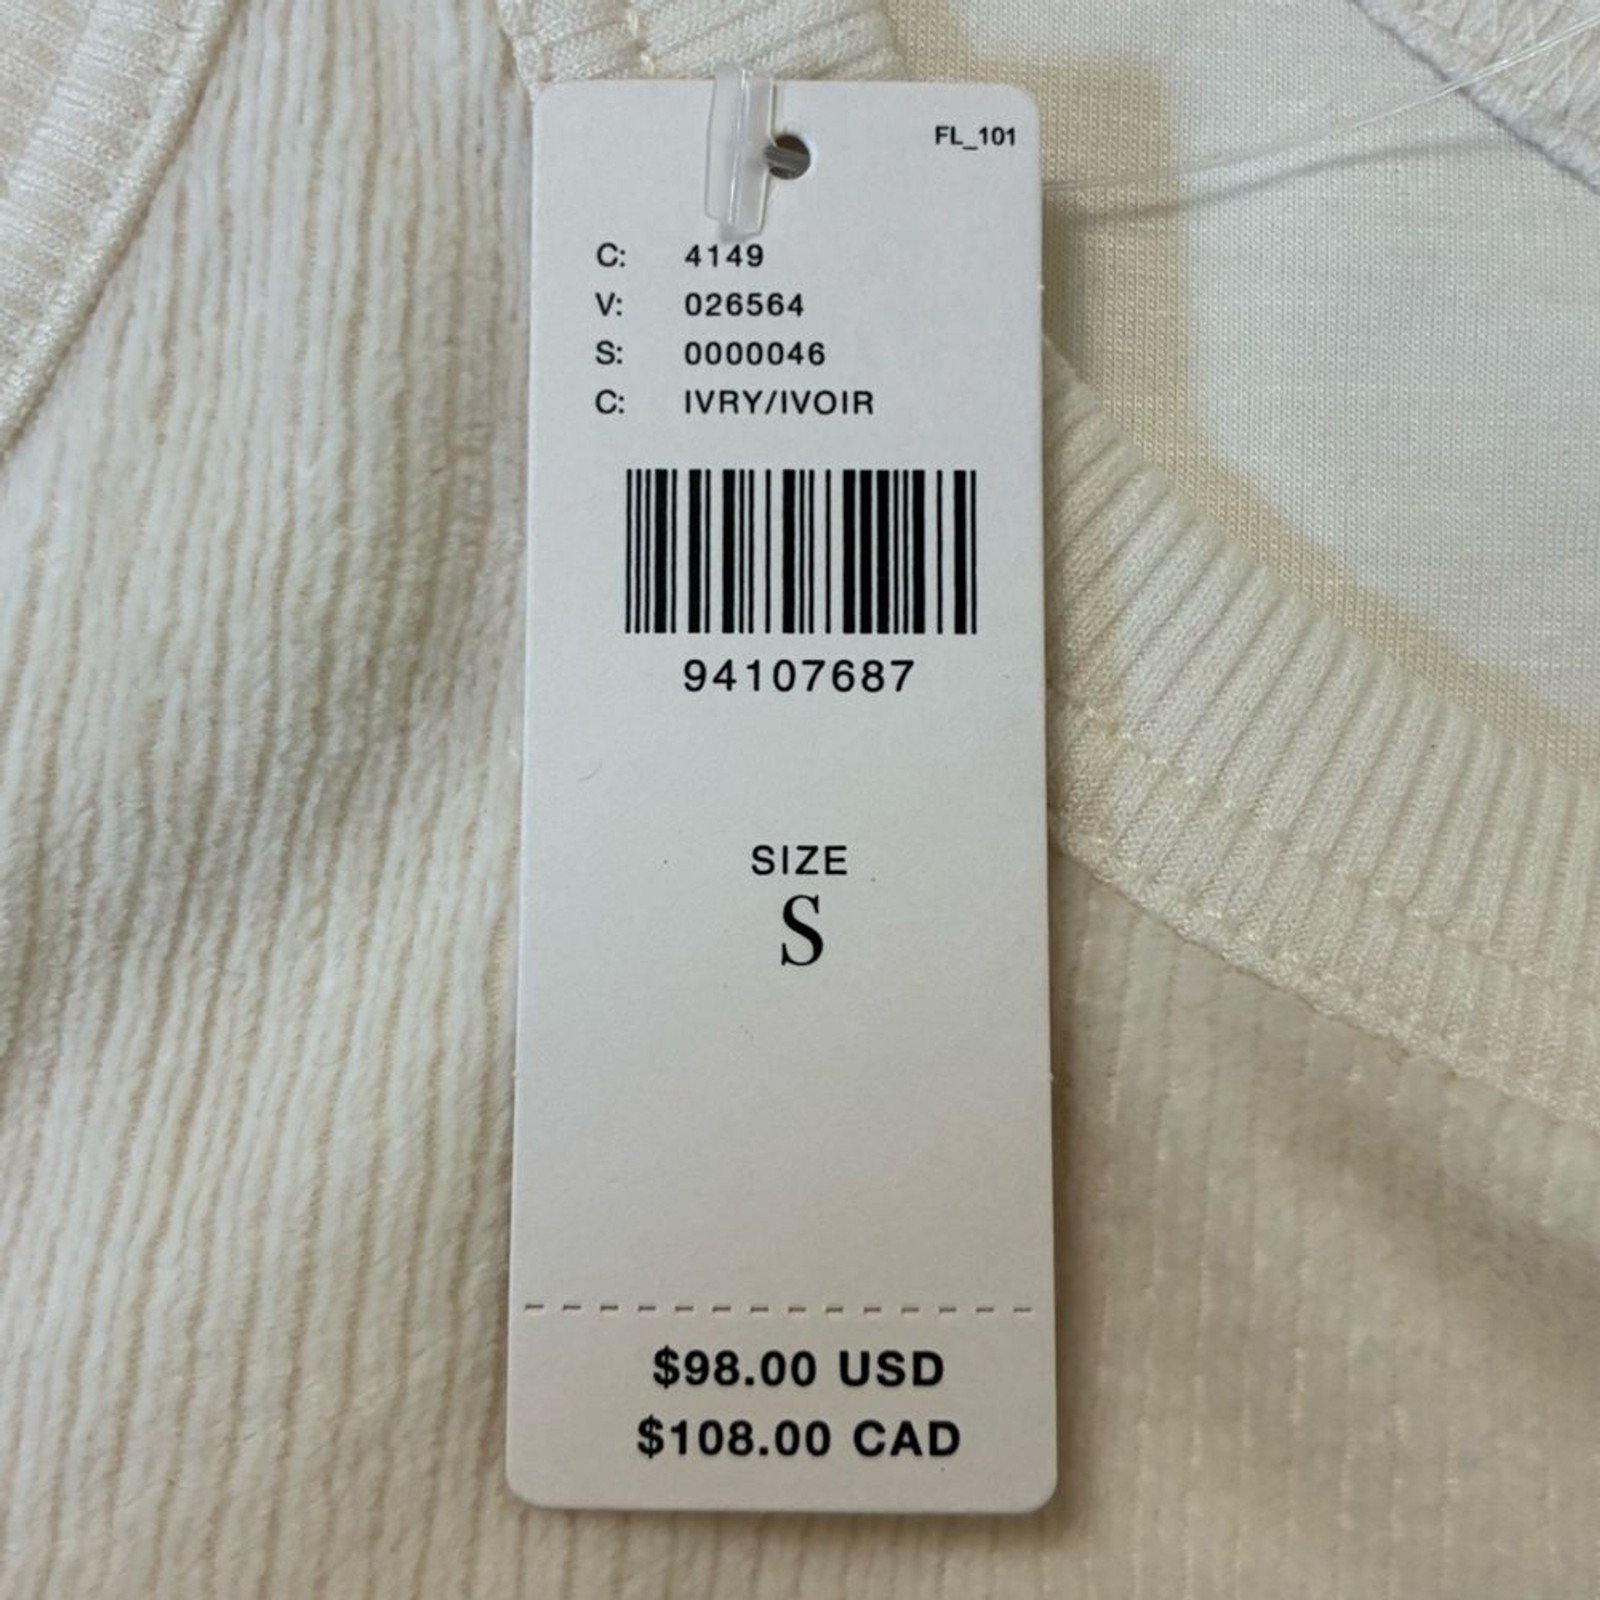 FL_101
C: 4149
V: 026564
S: 0000046
C: IVRY/IVOIR
94107687
SIZE
S
$98.00 USD
$108.00 CAD